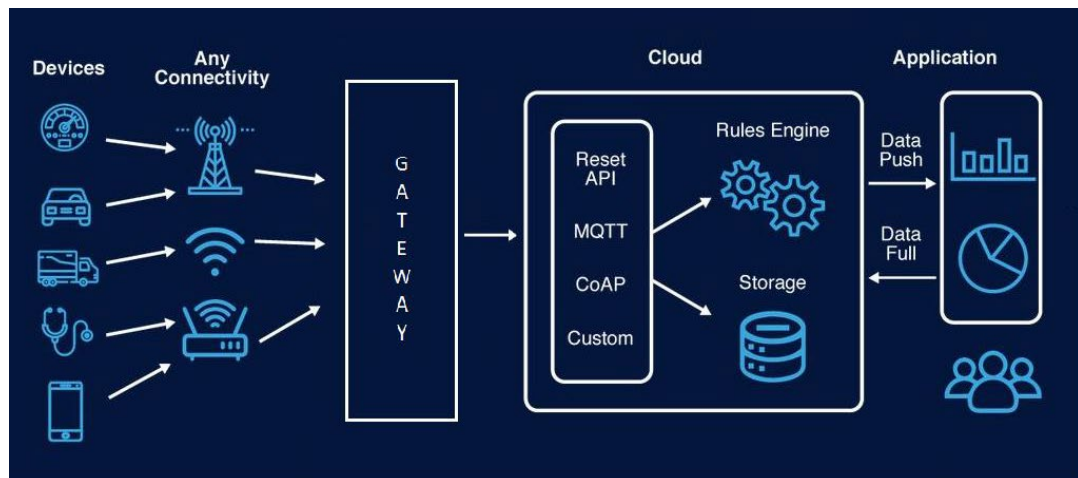 Devices
Any
Connectivity
G
A
T
E
W
A
Y
Cloud
Reset
API
MQTT
CoAP
Custom
Rules Engine
Storage
Data
Push
Data
Full
Application